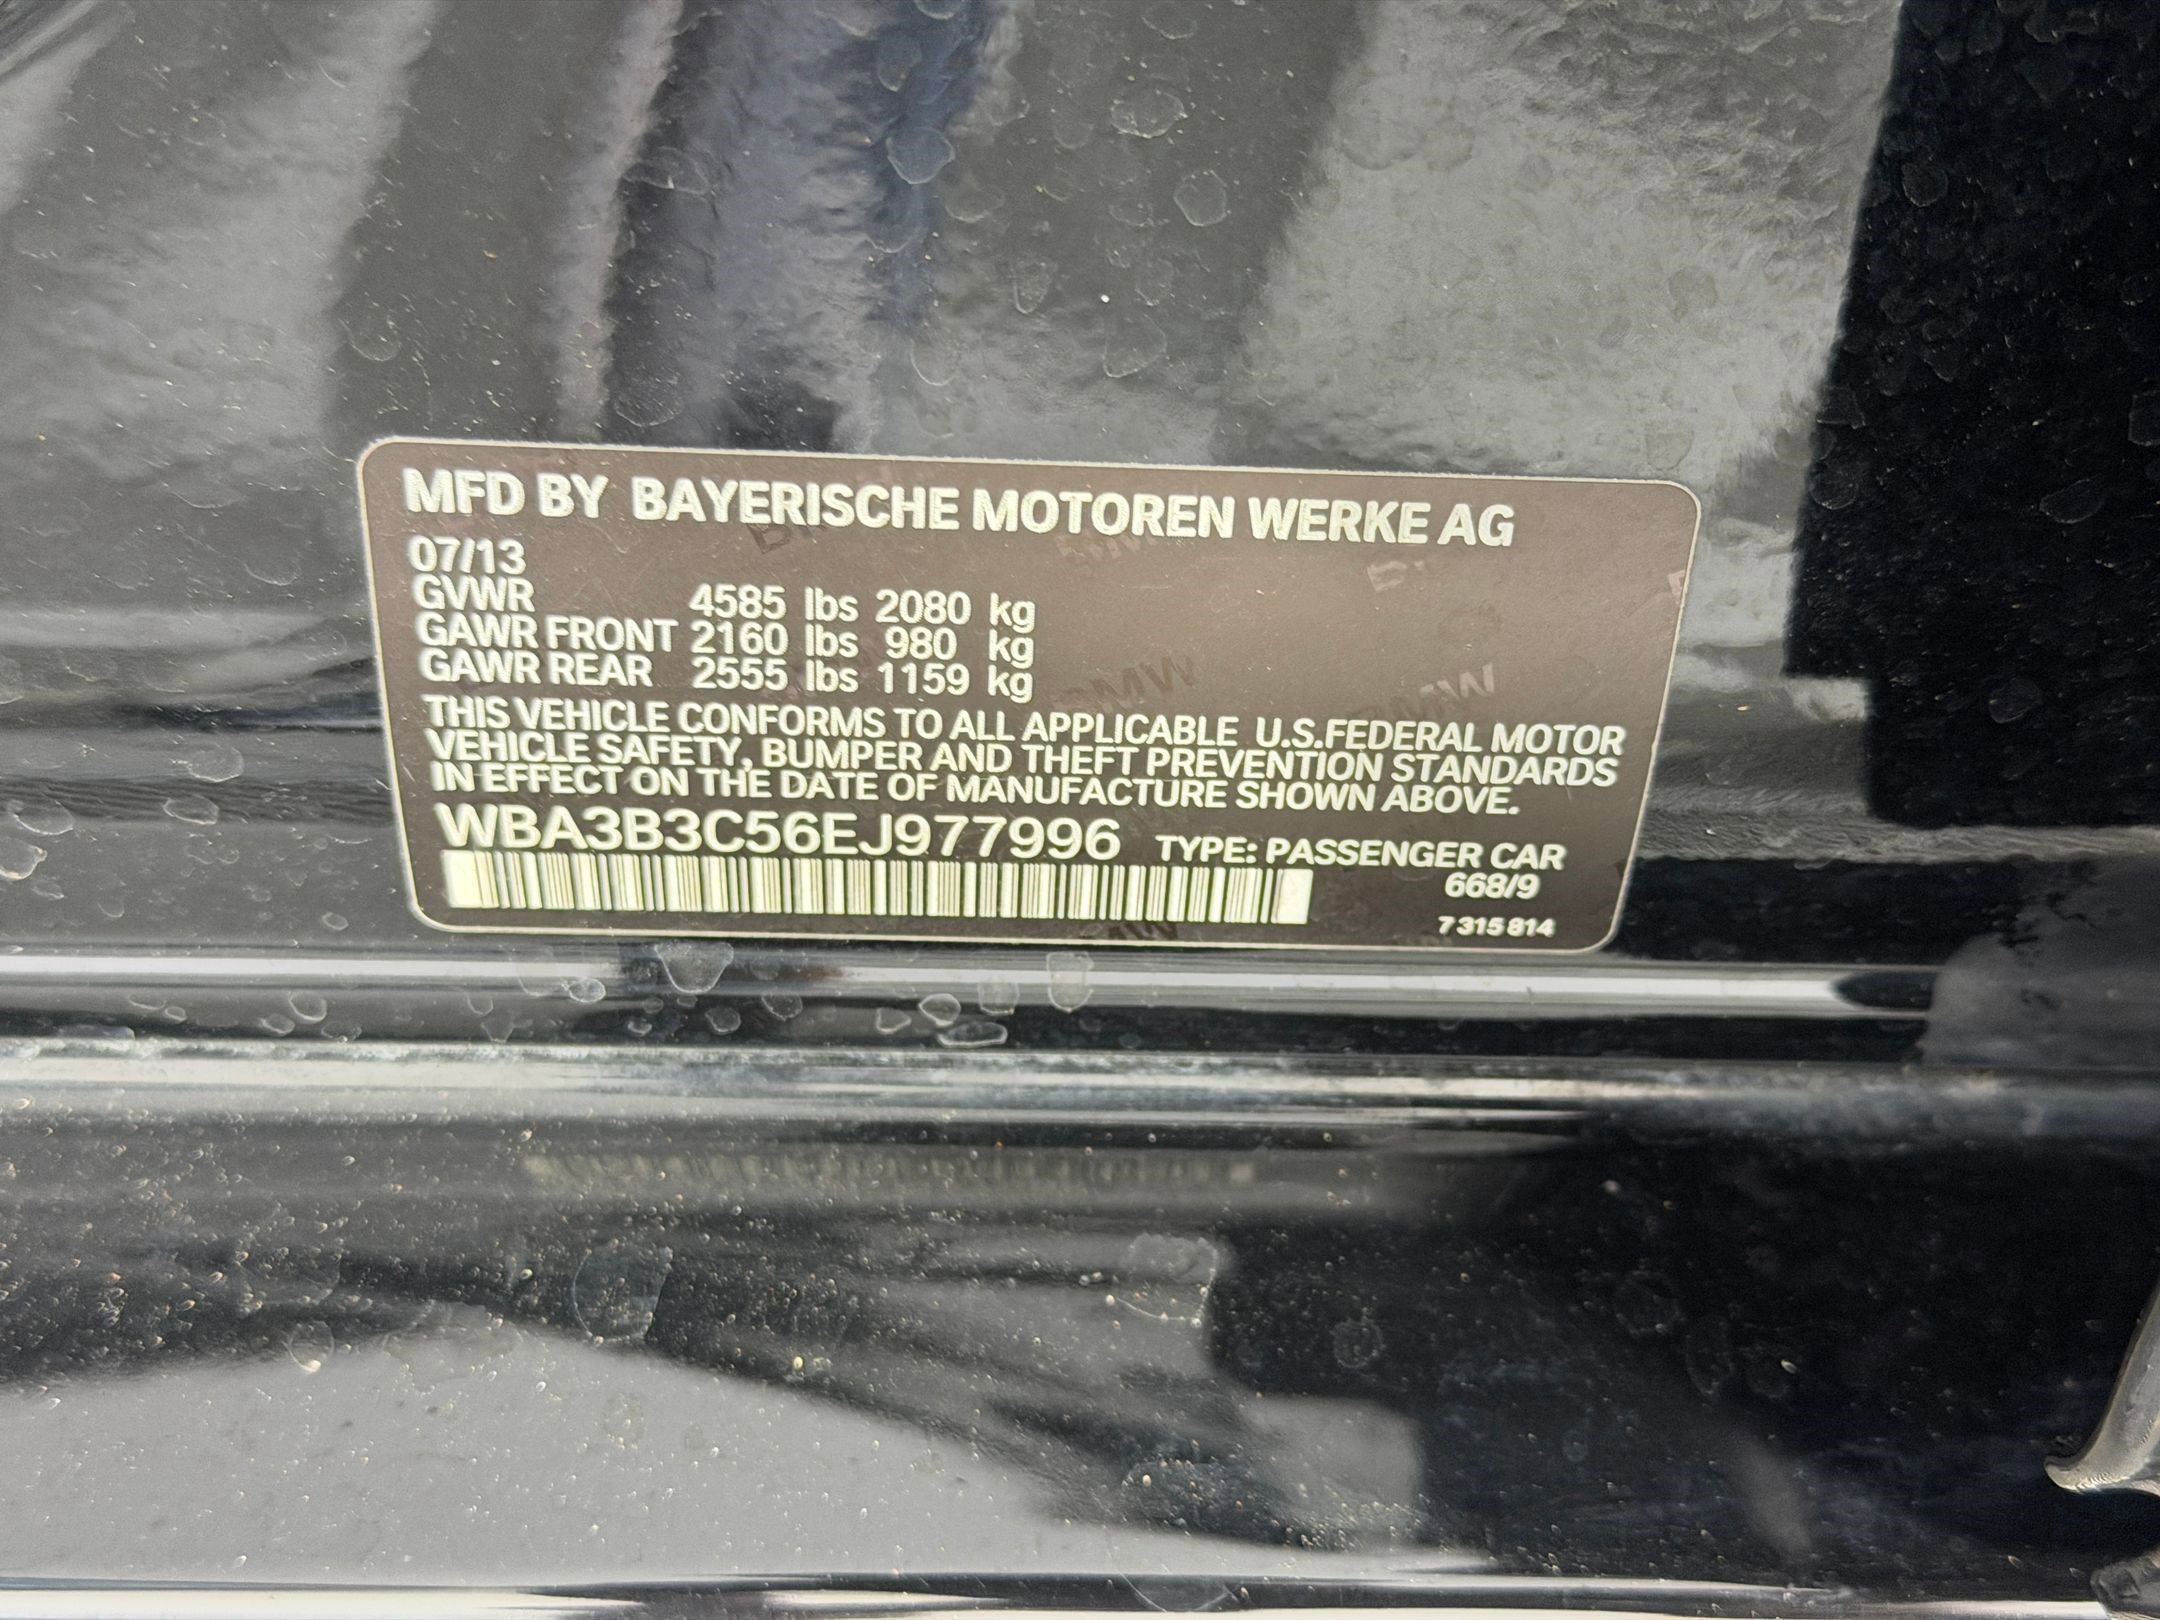 MFD BY BAYERISCHE MOTOREN WERKE AG
07/13
GVWR 4585 lbs 2080 kg
GAWR FRONT 2160 lbs 980 kg
GAWR REAR 2555 lbs 1159 kg
THIS VEHICLE CONFORMS TO ALL APPLICABLE U.S.FEDERAL MOTOR
VEHICLE SAFETY, BUMPER AND THEFT PREVENTION STANDARDS
IN EFFECT ON THE DATE OF MANUFACTURE SHOWN ABOVE.
WBA3B3C56EJ977996 TYPE: PASSENGER CAR
668/9
7 315 814